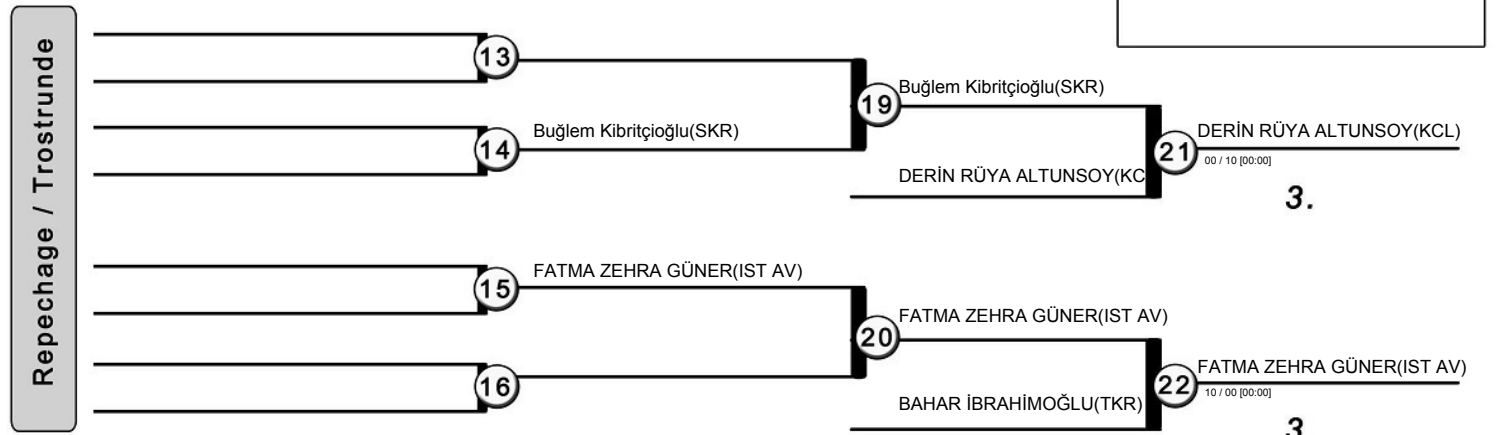 Repechage / Trostrunde
13
Buğlem Kibritçioğlu(SKR)
19
Buğlem Kibritçioğlu(SKR)
14
DERİN RÜYA ALTUNSOY(KCL)
21
00 / 10 [00:00]
DERİN RÜYA ALTUNSOY(KC
3.
FATMA ZEHRA GÜNER(IST AV)
15
FATMA ZEHRA GÜNER(IST AV)
20
FATMA ZEHRA GÜNER(IST AV)
16
22
10 / 00 [00:00]
BAHAR İBRAHİMOĞLU(TKR)
3